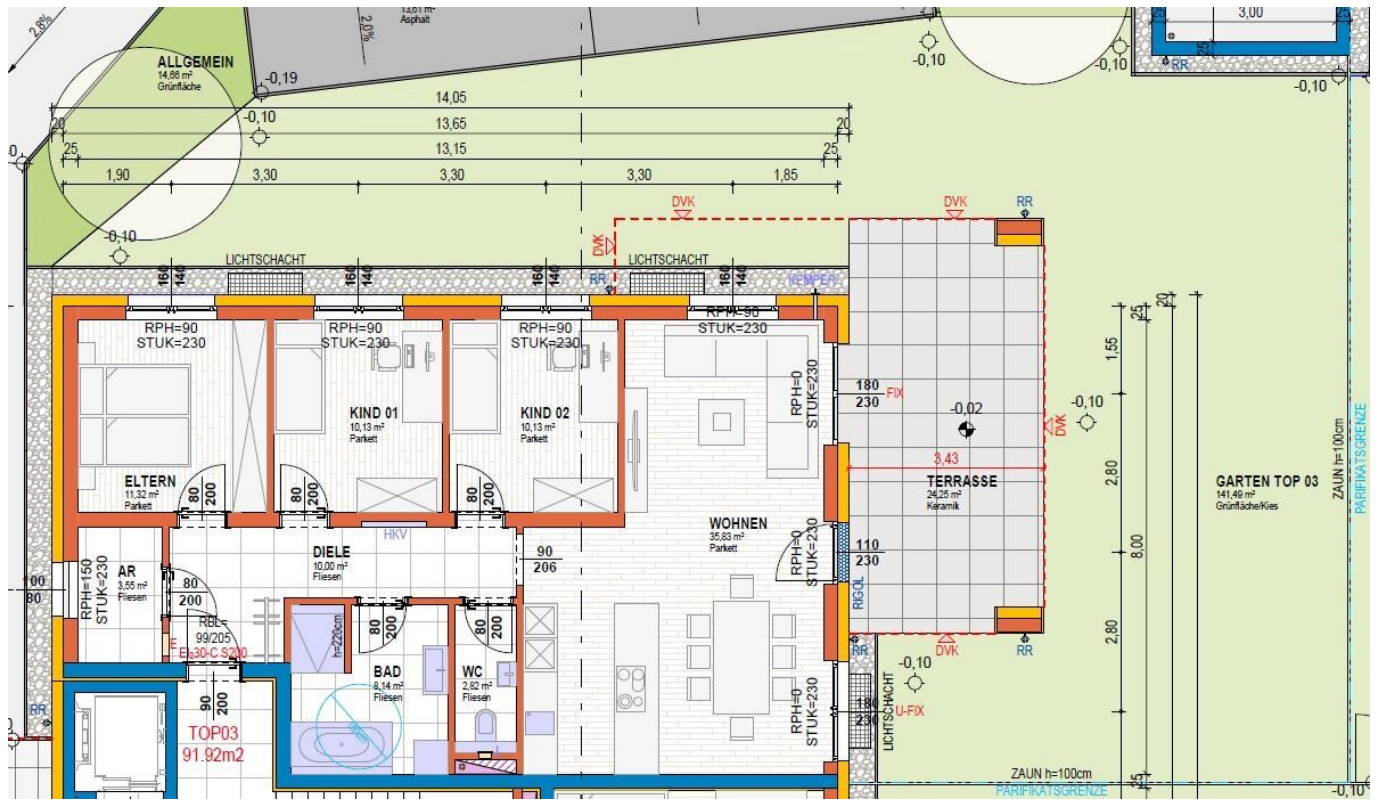 2,8%
13,61 m²
Asphalt
2,0%
25
3,00
25
25
RR
ALLGEMEIN
14,66 m²
Grünfläche
-0,19
-0,10
-0,10
-0,10
-0,10
14,05
20
13,65
20
25
13,15
25
1,90
3,30
3,30
3,30
1,85
-0,10
DVK
DVK
RR
DVK
LICHTSCHACHT
LICHTSCHACHT
160
140
160
140
160
140
RR
160
140
KEMPER
RPH=90
STUK=230
RPH=90
STUK=230
RPH=90
STUK=230
RPH=90
STUK=230
20
25
1,55
RPH=0
STUK=230
180
230
FIX
-0,02
-0,10
DVK
KIND 01
10,13 m²
Parkett
KIND 02
10,13 m²
Parkett
ELTERN
11,32 m²
Parkett
80
200
80
200
80
200
3,43
TERRASSE
24,25 m²
Keramik
2,80
GARTEN TOP 03
141,49 m²
Grünfläche/Kies
ZAUN h=100cm
PARIFIKATSGRENZE
HKV
WOHNEN
35,83 m²
Parkett
DIELE
10,00 m²
Fliesen
90
206
RPH=0
STUK=230
110
230
8,00
AR
3,55 m²
Fliesen
RPH=150
STUK=230
100
80
80
200
RIGOL
RBL=
99/205
E
EI₂30-C S200
h=220cm
80
200
80
200
2,80
RR
DVK
RR
90
200
BAD
8,14 m²
Fliesen
WC
2,82 m²
Fliesen
-0,10
RPH=0
STUK=230
180
230
U-FIX
LICHTSCHACHT
RR
TOP03
91.92m2
25
ZAUN h=100cm
PARIFIKATSGRENZE
-0,10